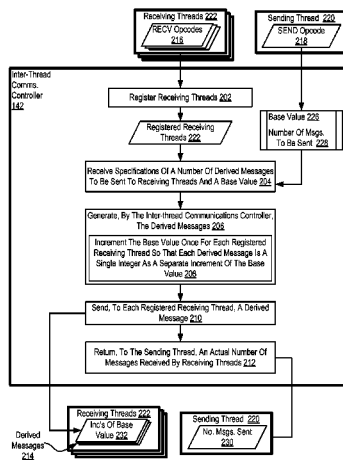 Receiving Threads 222
RECV Opcodes
216
Sending Thread 220
SEND Opcode
218
Inter-Thread
Comms.
Controller
142
Register Receiving Threads 202
Registered Receiving
Threads 222
Base Value 226
Number Of Msgs.
To Be Sent
228
Receive Specifications Of A Number Of Derived Messages
To Be Sent To Receiving Threads And A Base Value 204
Generate, By The Inter-thread Communications Controller,
The Derived Messages 206
Increment The Base Value Once For Each Registered
Receiving Thread So That Each Derived Message Is A
Single Integer As A Separate Increment Of The Base
Value 206
Send, To Each Registered Receiving Thread, A Derived
Message 210
Return, To The Sending Thread, An Actual Number Of
Messages Received By Receiving Threads 212
Receiving Threads 222
Inc's Of Base
Value 232
Derived
Messages
214
Sending Thread 220
No. Msgs. Sent
230